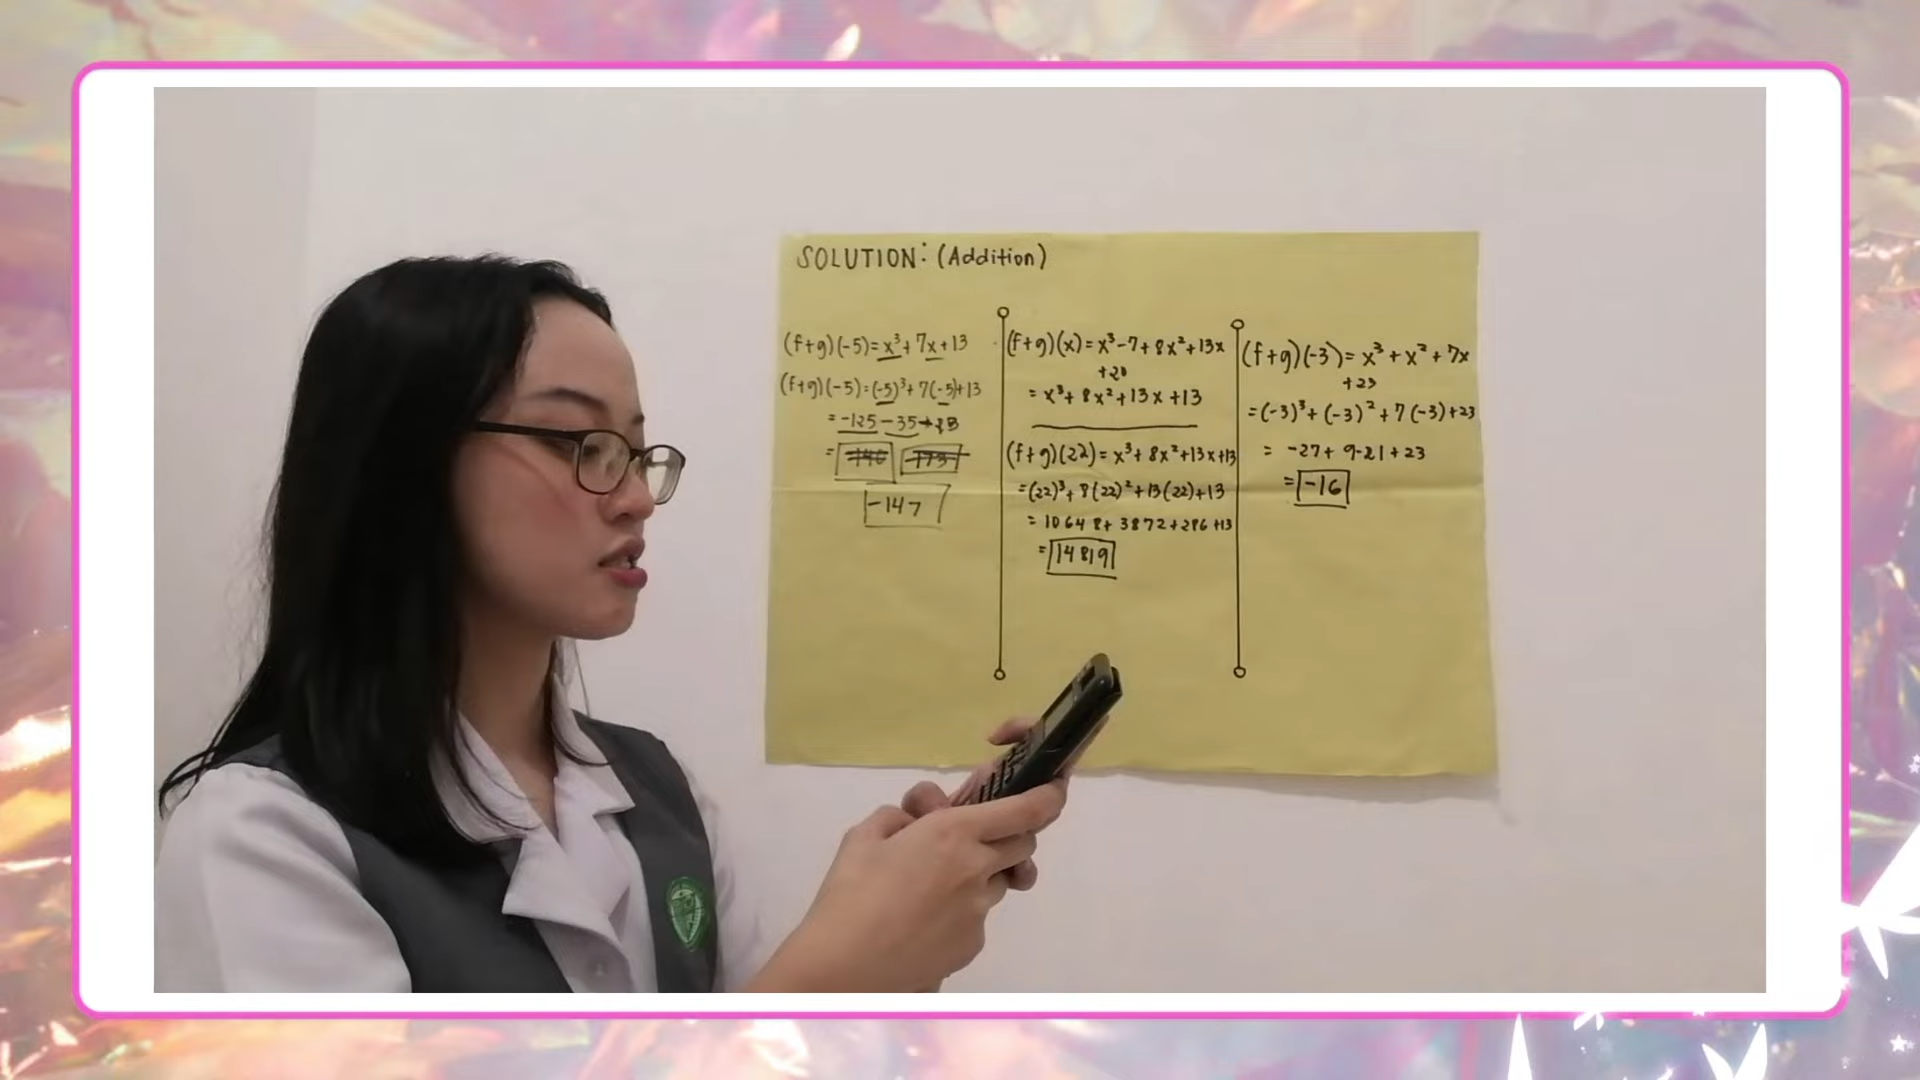 SOLUTION: (Addition)
(f+g)(-5)=x³+7x+13
(f+g)(-5)=(-5)³+7(-5)+13
= -125-35+13
=
-147
(f+g)(x)=x³-7+8x²+13x
+20
= x³+8x²+13x+13
(f+g)(22)=x³+8x²+13x+13
=(22)³+8(22)²+13(22)+13
= 10648+3872+286+13
= 14819
(f+g)(-3)= x³+x²+7x
+23
=(-3)³+(-3)²+7(-3)+23
= -27+9-21+23
= -16